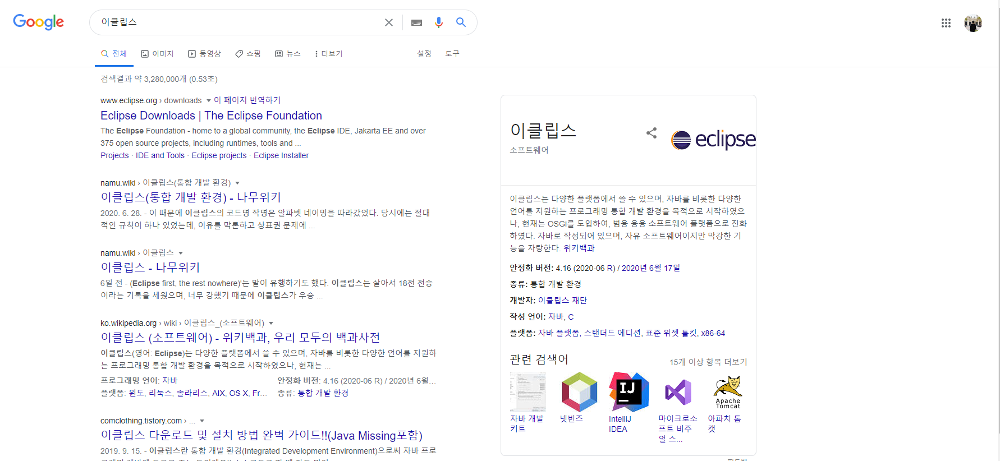 Google
이클립스
전체 이미지 동영상 쇼핑 뉴스 더보기 설정 도구
검색결과 약 3,280,000개 (0.53초)
www.eclipse.org › downloads 이 페이지 번역하기
Eclipse Downloads | The Eclipse Foundation
The Eclipse Foundation - home to a global community, the Eclipse IDE, Jakarta EE and over
375 open source projects, including runtimes, tools and ...
Projects · IDE and Tools · Eclipse projects · Eclipse Installer
namu.wiki › 이클립스(통합 개발 환경)
이클립스(통합 개발 환경) - 나무위키
2020. 6. 28. - 이 때문에 이클립스의 코드명 작명은 알파벳 네이밍을 따라갔었다. 당시에는 절대
적인 규칙이 하나 있었는데, 이유를 막론하고 상표권 문제에 ...
namu.wiki › 이클립스
이클립스 - 나무위키
6일 전 - (Eclipse first, the rest nowhere)'는 말이 유행하기도 했다. 이클립스는 살아서 18전 전승
이라는 기록을 세웠으며, 너무 강했기 때문에 이클립스가 우승 ...
ko.wikipedia.org › wiki › 이클립스_(소프트웨어)
이클립스 (소프트웨어) - 위키백과, 우리 모두의 백과사전
이클립스(영어: Eclipse)는 다양한 플랫폼에서 쓸 수 있으며, 자바를 비롯한 다양한 언어를 지원하
는 프로그래밍 통합 개발 환경을 목적으로 시작하였으나, 현재는 ...
프로그래밍 언어: 자바 안정화 버전: 4.16 (2020-06 R) / 2020년 6월...
플랫폼: 윈도, 리눅스, 솔라리스, AIX, OS X, Fr... 종류: 통합 개발 환경
comclothing.tistory.com › ...
이클립스 다운로드 및 설치 방법 완벽 가이드!!(Java Missing포함)
2019. 9. 15. - 이클립스란 통합 개발 환경(Integrated Development Environment)으로써 자바 프로
이클립스
소프트웨어
eclipse
이클립스는 다양한 플랫폼에서 쓸 수 있으며, 자바를 비롯한 다양한
언어를 지원하는 프로그래밍 통합 개발 환경을 목적으로 시작하였으
나, 현재는 OSGi를 도입하여, 범용 응용 소프트웨어 플랫폼으로 진화
하였다. 자바로 작성되어 있으며, 자유 소프트웨어이지만 막강한 기
능을 자랑한다. 위키백과
안정화 버전: 4.16 (2020-06 R) / 2020년 6월 17일
종류: 통합 개발 환경
개발자: 이클립스 재단
작성 언어: 자바, C
플랫폼: 자바 플랫폼, 스탠더드 에디션, 표준 위젯 툴킷, x86-64
관련 검색어 15개 이상 항목 더보기
IJ
Apache
Tomcat
자바 개발
키트
넷빈즈
IntelliJ
IDEA
마이크로소
프트 비주
얼 스...
아파치 톰
캣